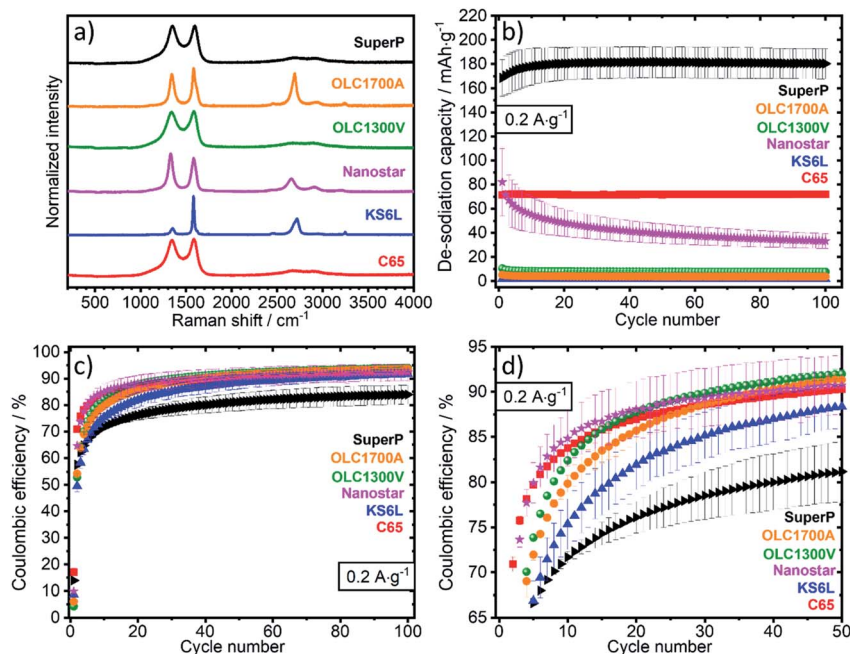 a)
Normalized intensity
SuperP
OLC1700A
OLC1300V
Nanostar
KS6L
C65
500 1000 1500 2000 2500 3000 3500 4000
Raman shift / cm-1
b)
De-sodiation capacity / mAh·g-1
200
180
160
140
120
100
80
60
40
20
0
SuperP
OLC1700A
OLC1300V
Nanostar
KS6L
C65
0.2 A·g-1
0 20 40 60 80 100
Cycle number
c)
Coulombic efficiency / %
100
90
80
70
60
50
40
30
20
10
0
SuperP
OLC1700A
OLC1300V
Nanostar
KS6L
C65
0.2 A·g-1
0 20 40 60 80 100
Cycle number
d)
Coulombic efficiency / %
95
90
85
80
75
70
65
0.2 A·g-1
SuperP
OLC1700A
OLC1300V
Nanostar
KS6L
C65
0 10 20 30 40 50
Cycle number